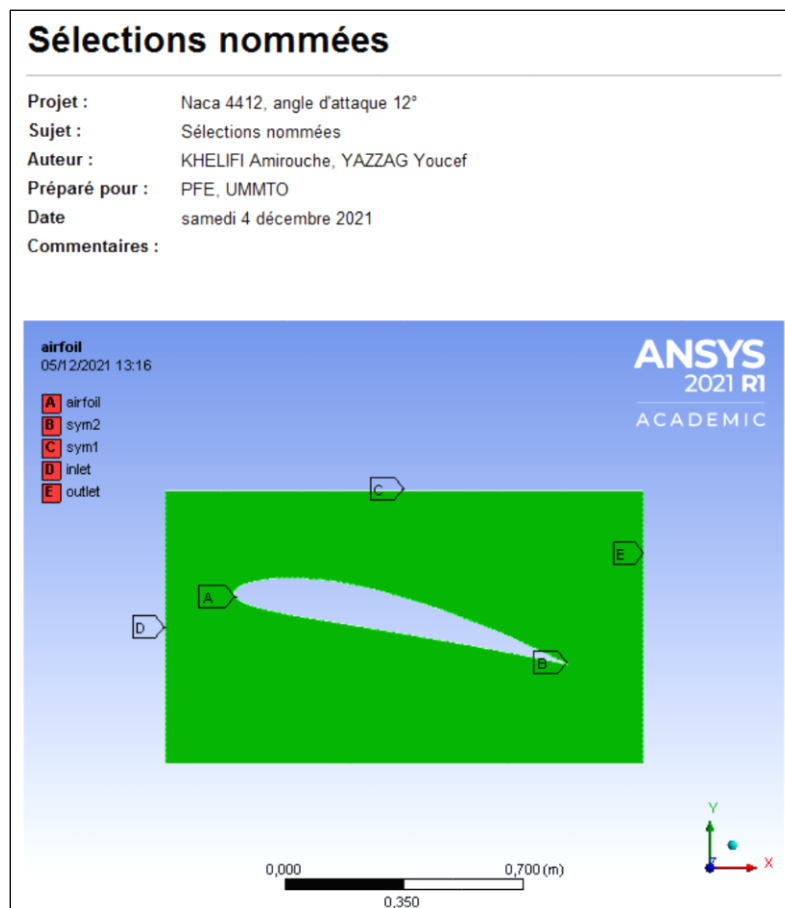 Sélections nommées
Projet : Naca 4412, angle d'attaque 12°
Sujet : Sélections nommées
Auteur : KHELIFI Amirouche, YAZZAG Youcef
Préparé pour : PFE, UMMTO
Date samedi 4 décembre 2021
Commentaires :
airfoil
05/12/2021 13:16
ANSYS
2021 R1
ACADEMIC
A airfoil
B sym2
C sym1
D inlet
E outlet
C
E
A
D
B
Y
Z X
0,000 0,700 (m)
0,350